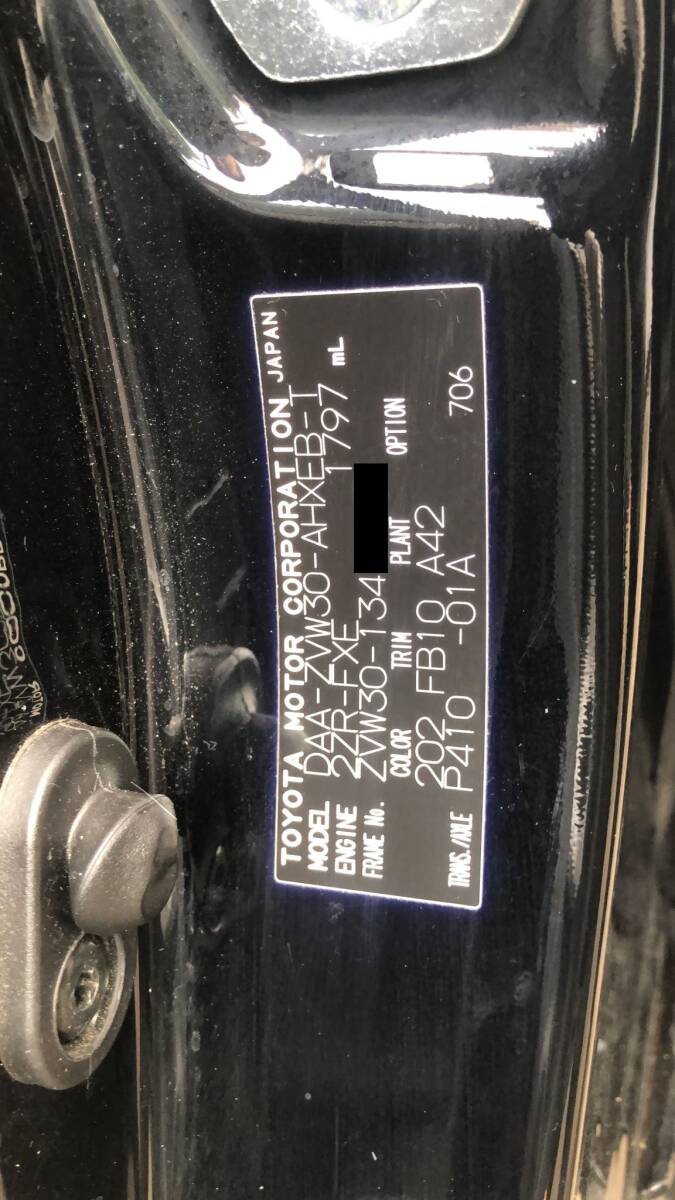 TOYOTA MOTOR CORPORATION JAPAN
MODEL DAA-ZVW30-AHXEB-T
ENGINE 2ZR-FXE 1797 mL
FRAME No. ZVW30-134
COLOR TRIM PLANT OPTION
202 FB10 A42
TRANS./AXLE P410 -01A 706